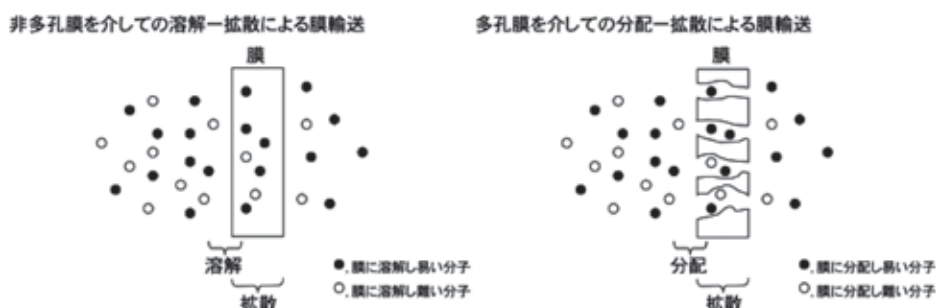 非多孔膜を介しての溶解ー拡散による膜輸送
膜
溶解
拡散
●, 膜に溶解し易い分子
○, 膜に溶解し難い分子
多孔膜を介しての分配ー拡散による膜輸送
膜
分配
拡散
●, 膜に分配し易い分子
○, 膜に分配し難い分子